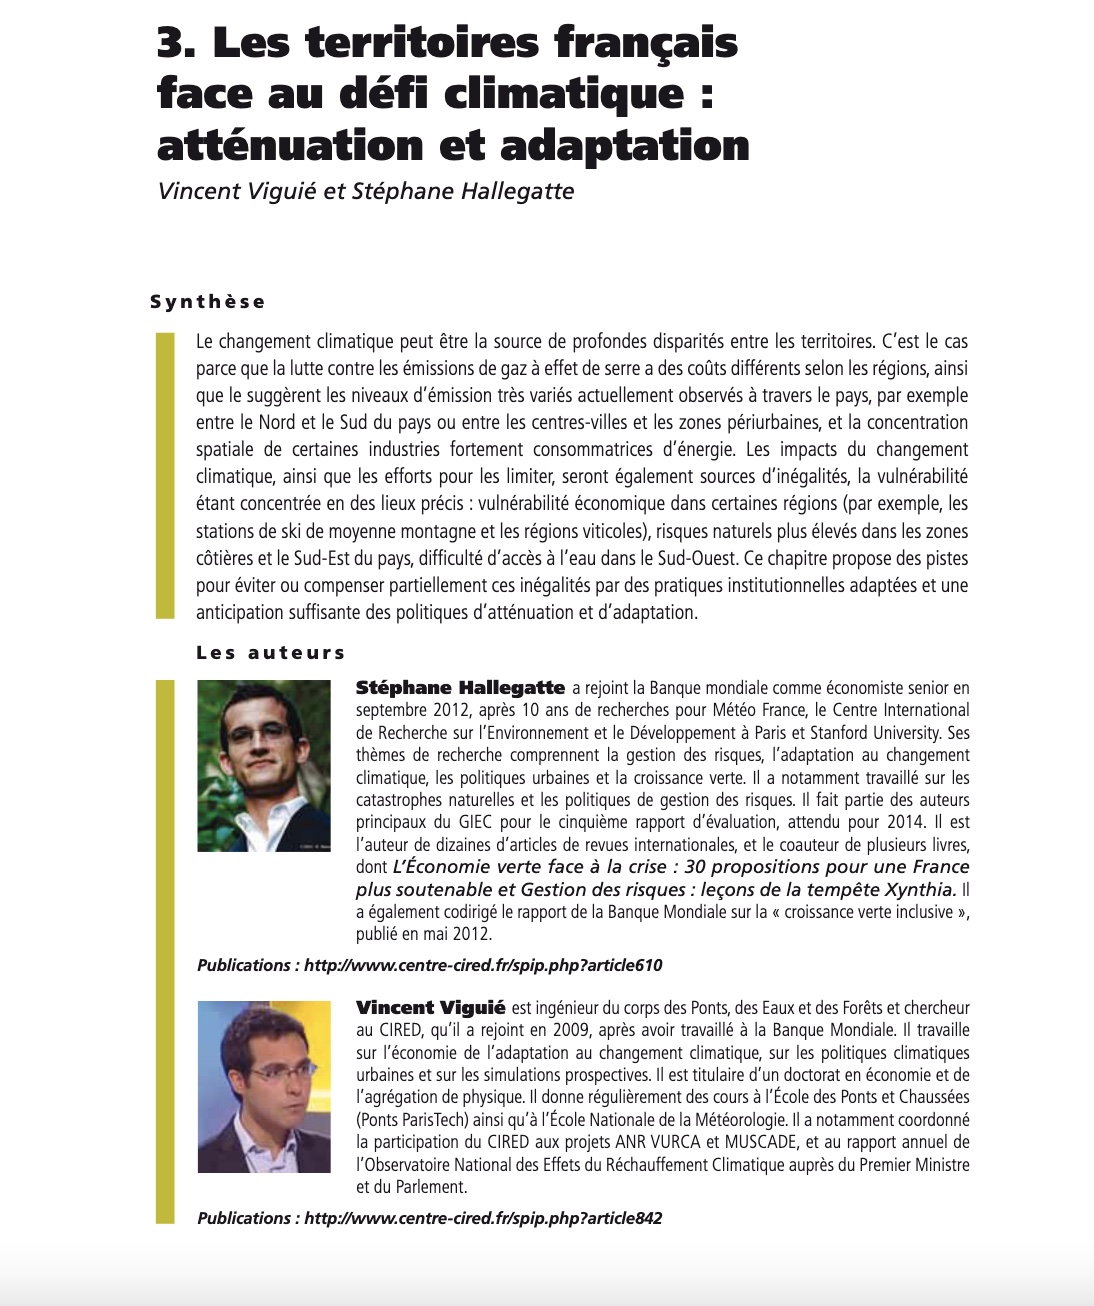 3. Les territoires français
face au défi climatique :
atténuation et adaptation
Vincent Viguié et Stéphane Hallegatte
Synthèse
Le changement climatique peut être la source de profondes disparités entre les territoires. C’est le cas
parce que la lutte contre les émissions de gaz à effet de serre a des coûts différents selon les régions, ainsi
que le suggèrent les niveaux d’émission très variés actuellement observés à travers le pays, par exemple
entre le Nord et le Sud du pays ou entre les centres-villes et les zones périurbaines, et la concentration
spatiale de certaines industries fortement consommatrices d’énergie. Les impacts du changement
climatique, ainsi que les efforts pour les limiter, seront également sources d’inégalités, la vulnérabilité
étant concentrée en des lieux précis : vulnérabilité économique dans certaines régions (par exemple, les
stations de ski de moyenne montagne et les régions viticoles), risques naturels plus élevés dans les zones
côtières et le Sud-Est du pays, difficulté d’accès à l’eau dans le Sud-Ouest. Ce chapitre propose des pistes
pour éviter ou compenser partiellement ces inégalités par des pratiques institutionnelles adaptées et une
anticipation suffisante des politiques d’atténuation et d’adaptation.
Les auteurs
Stéphane Hallegatte a rejoint la Banque mondiale comme économiste senior en
septembre 2012, après 10 ans de recherches pour Météo France, le Centre International
de Recherche sur l’Environnement et le Développement à Paris et Stanford University. Ses
thèmes de recherche comprennent la gestion des risques, l’adaptation au changement
climatique, les politiques urbaines et la croissance verte. Il a notamment travaillé sur les
catastrophes naturelles et les politiques de gestion des risques. Il fait partie des auteurs
principaux du GIEC pour le cinquième rapport d’évaluation, attendu pour 2014. Il est
l’auteur de dizaines d’articles de revues internationales, et le coauteur de plusieurs livres,
dont L’Économie verte face à la crise : 30 propositions pour une France
plus soutenable et Gestion des risques : leçons de la tempête Xynthia. Il
a également codirigé le rapport de la Banque Mondiale sur la « croissance verte inclusive »,
publié en mai 2012.
Publications : http://www.centre-cired.fr/spip.php?article610
Vincent Viguié est ingénieur du corps des Ponts, des Eaux et des Forêts et chercheur
au CIRED, qu’il a rejoint en 2009, après avoir travaillé à la Banque Mondiale. Il travaille
sur l’économie de l’adaptation au changement climatique, sur les politiques climatiques
urbaines et sur les simulations prospectives. Il est titulaire d’un doctorat en économie et de
l’agrégation de physique. Il donne régulièrement des cours à l’École des Ponts et Chaussées
(Ponts ParisTech) ainsi qu’à l’École Nationale de la Météorologie. Il a notamment coordonné
la participation du CIRED aux projets ANR VURCA et MUSCADE, et au rapport annuel de
l’Observatoire National des Effets du Réchauffement Climatique auprès du Premier Ministre
et du Parlement.
Publications : http://www.centre-cired.fr/spip.php?article842